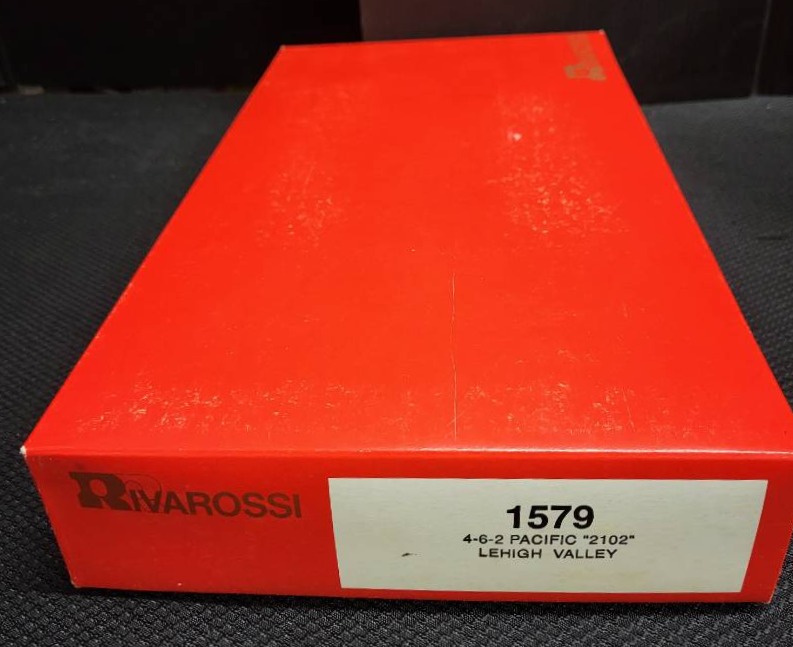 RIVAROSSI
1579
4-6-2 PACIFIC "2102"
LEHIGH VALLEY